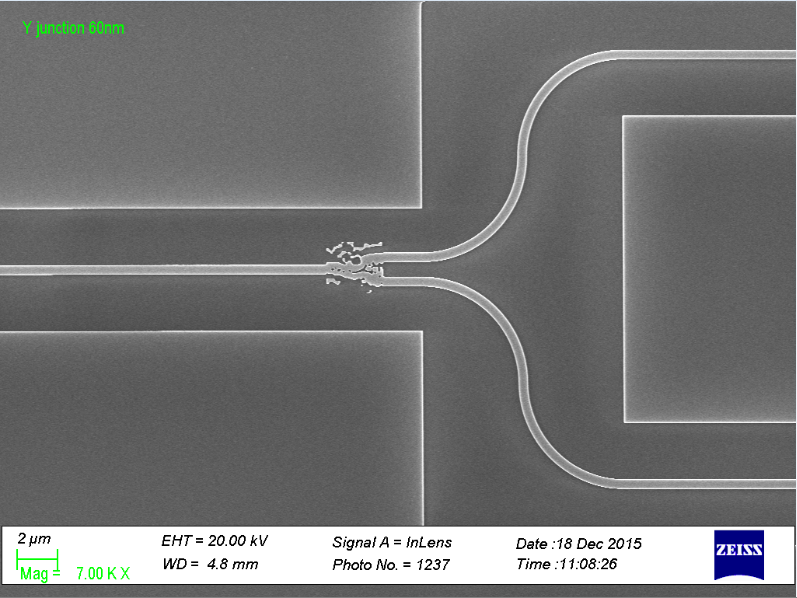 Y junction 60nm
2 µm
EHT = 20.00 kV
Signal A = InLens
Date :18 Dec 2015
ZEISS
Mag = 7.00 K X
WD = 4.8 mm
Photo No. = 1237
Time :11:08:26